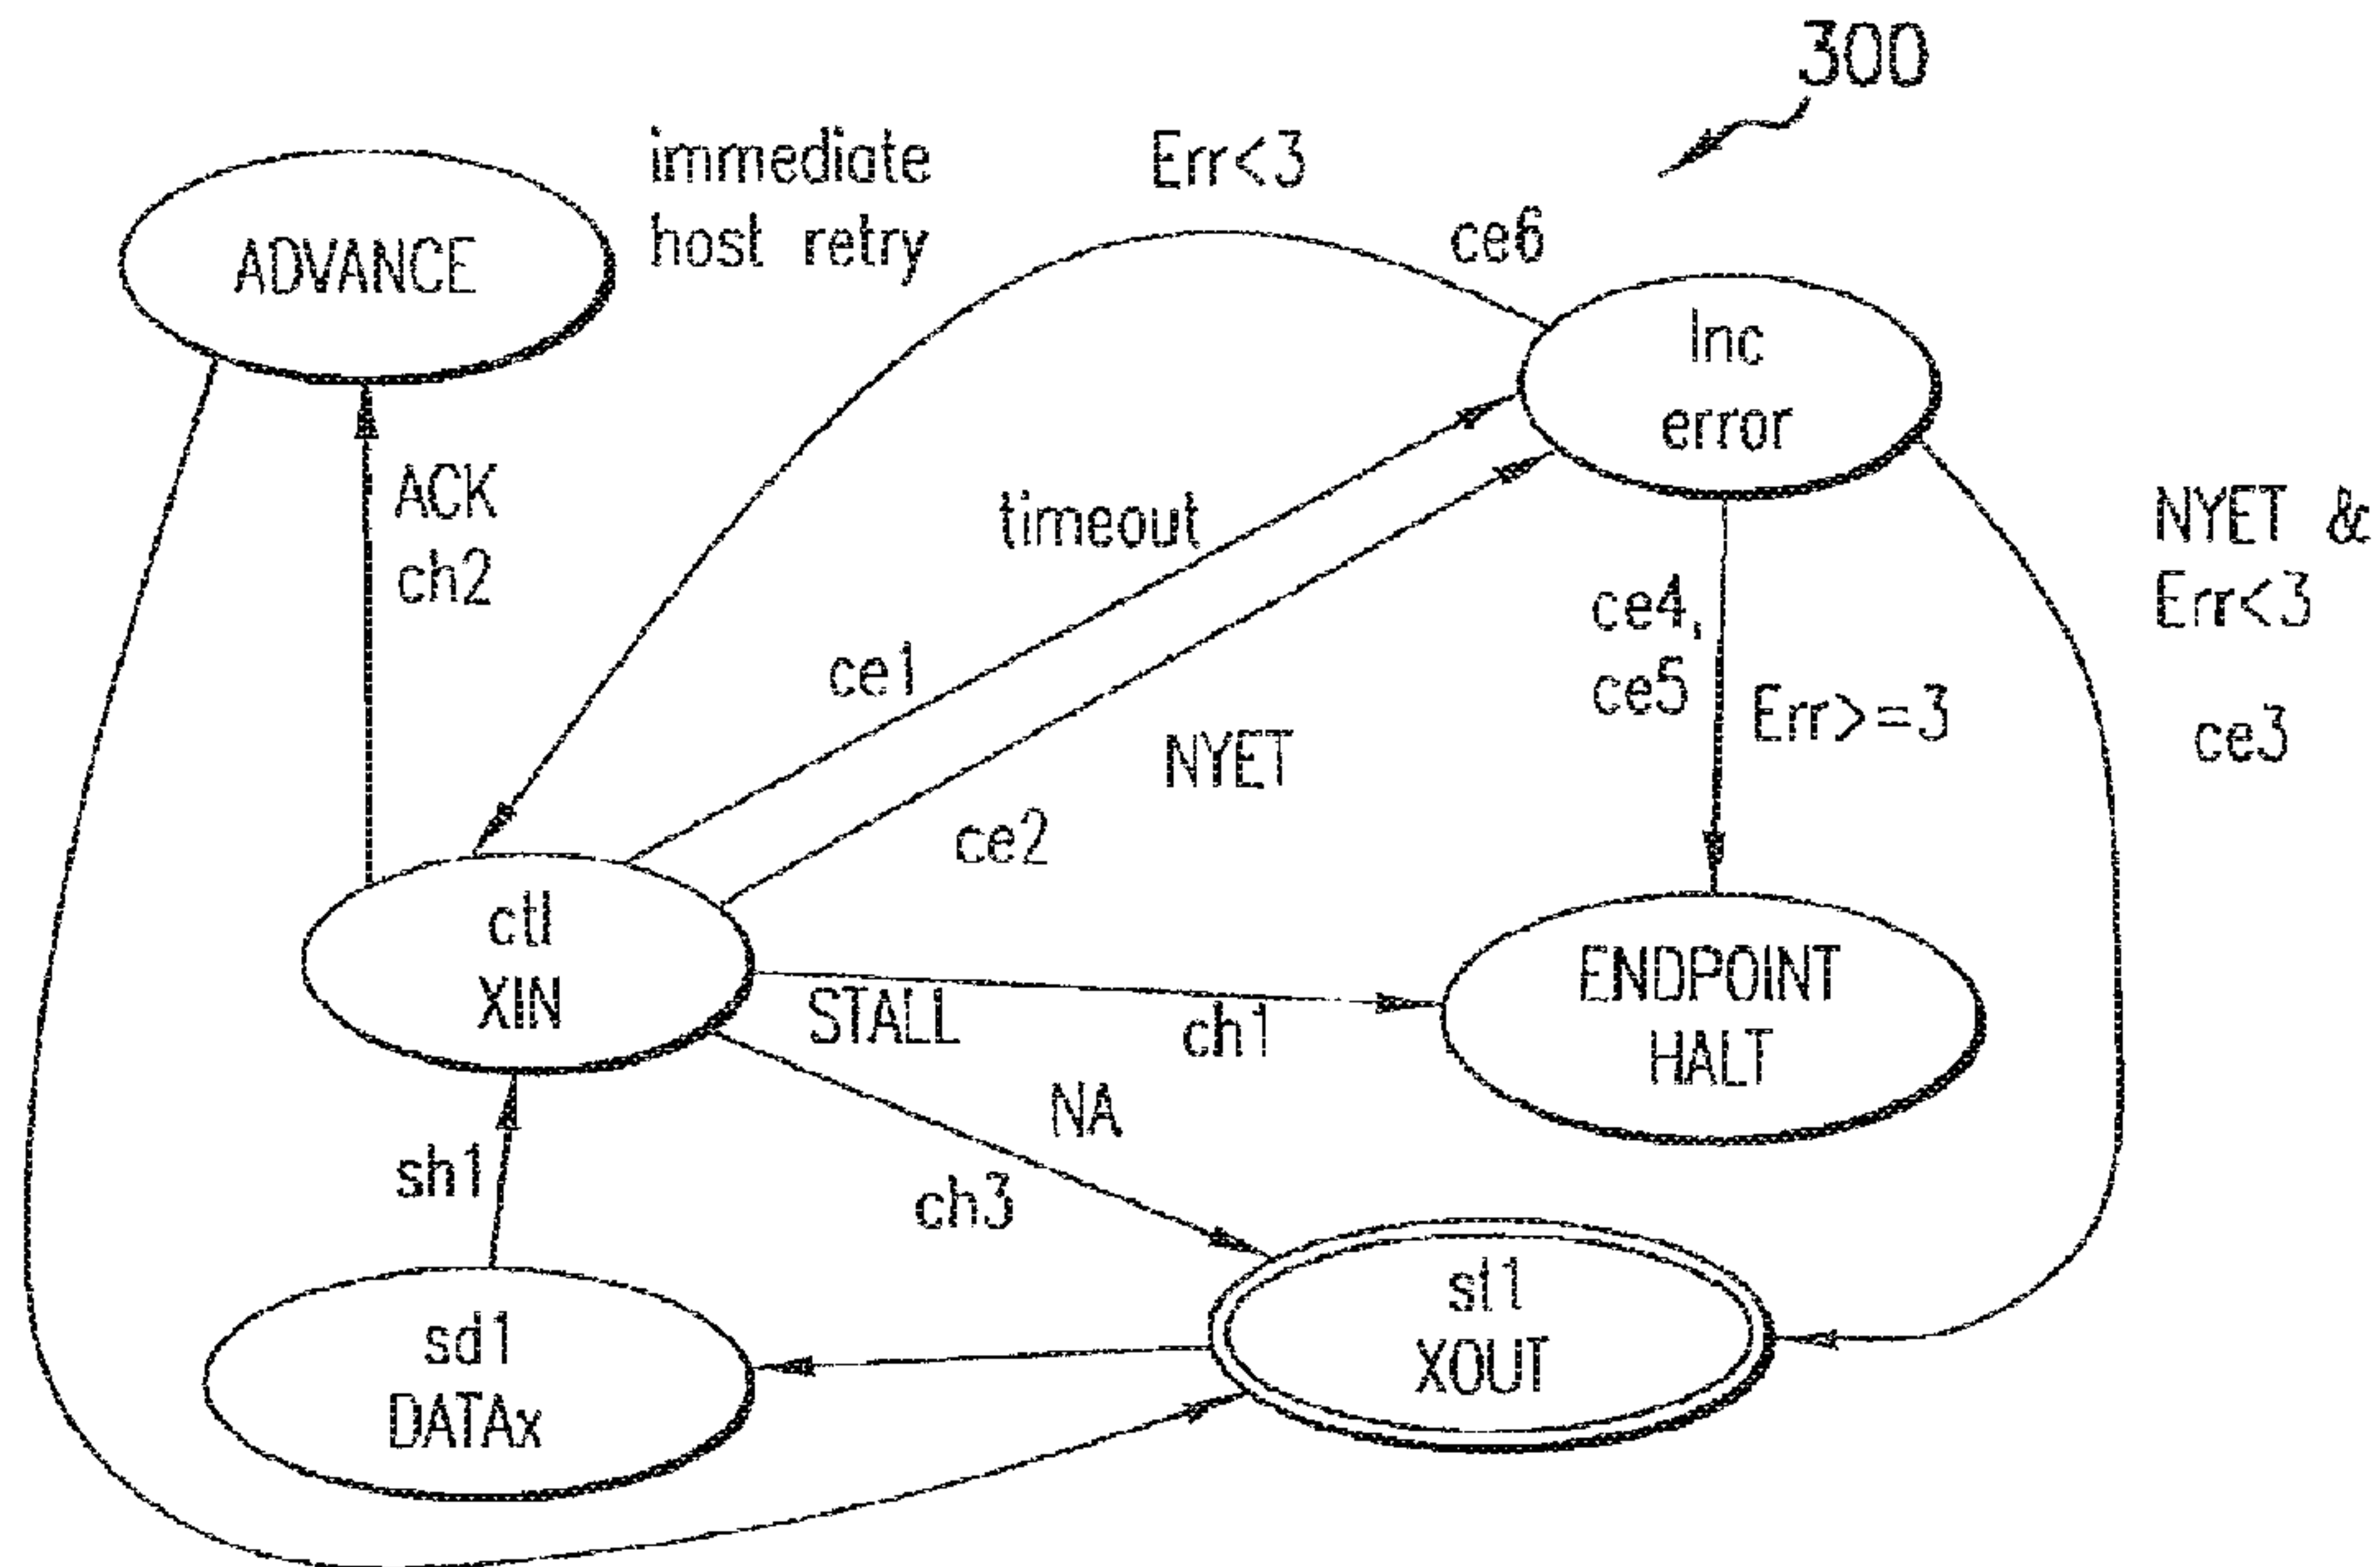 300
immediate
host retry
Err<3
ce6
ADVANCE
Inc
error
ACK
ch2
timeout
NYET &
Err<3
ce3
ce4,
ce5
Err>=3
ce1
NYET
ce2
ctl
XIN
STALL
ch1
ENDPOINT
HALT
NA
sh1
ch3
sd1
DATAx
st1
XOUT